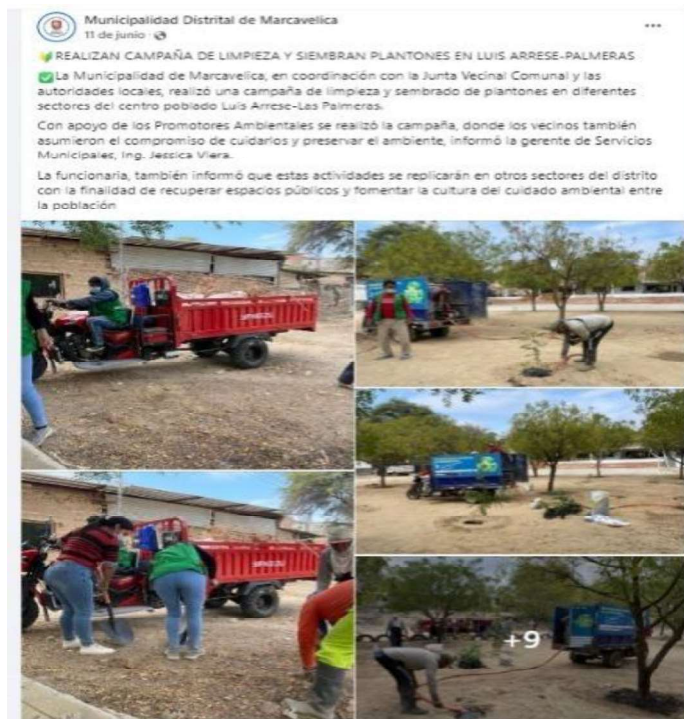 Municipalidad Distrital de Marcavelica
11 de junio
REALIZAN CAMPAÑA DE LIMPIEZA Y SIEMBRAN PLANTONES EN LUIS ARRESE-PALMERAS
La Municipalidad de Marcavelica, en coordinación con la Junta Vecinal Comunal y las
autoridades locales, realizó una campaña de limpieza y sembrado de plantones en diferentes
sectores del centro poblado Luis Arrese-Las Palmeras.
Con apoyo de los Promotores Ambientales se realizó la campaña, donde los vecinos también
asumieron el compromiso de cuidarlos y preservar el ambiente, informó la gerente de Servicios
Municipales, Ing. Jessica Viera.
La funcionaria, también informó que estas actividades se replicarán en otros sectores del distrito
con la finalidad de recuperar espacios públicos y fomentar la cultura del cuidado ambiental entre
la población
+9